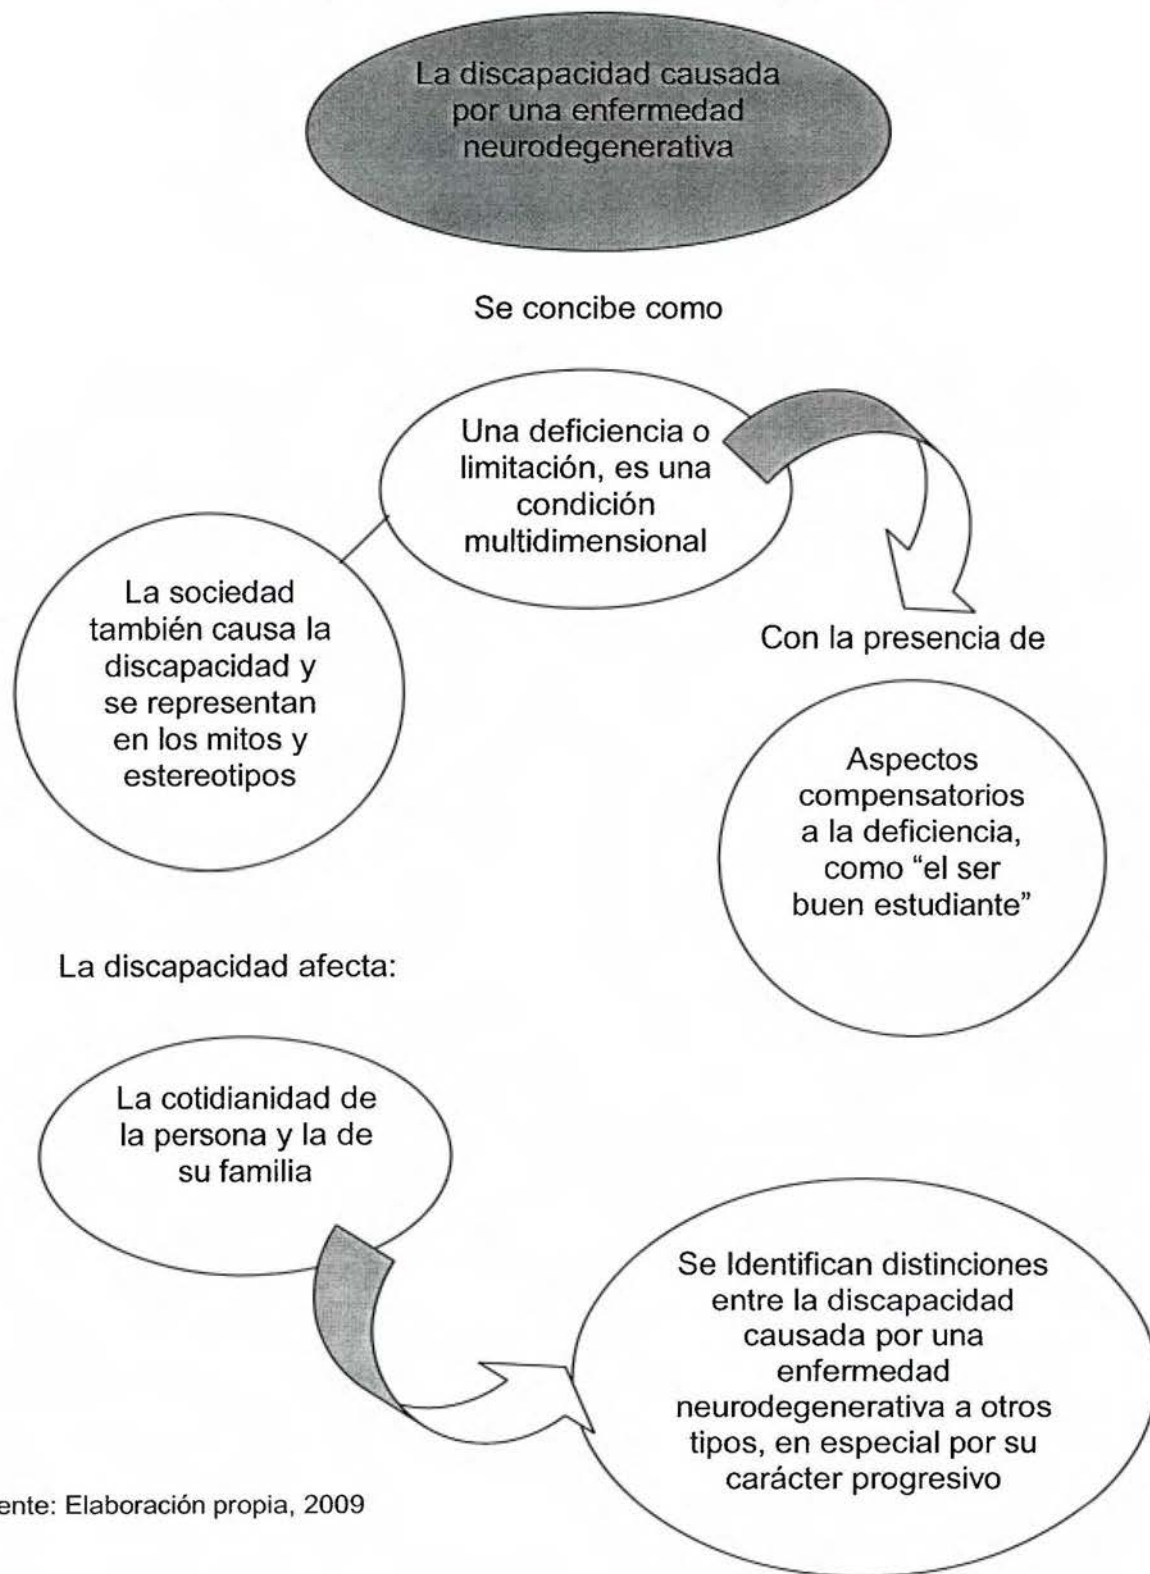 La discapacidad causada
por una enfermedad
neurodegenerativa
Se concibe como
Una deficiencia o
limitación, es una
condición
multidimensional
La sociedad
también causa la
discapacidad y
se representan
en los mitos y
estereotipos
Con la presencia de
Aspectos
compensatorios
a la deficiencia,
como “el ser
buen estudiante”
La discapacidad afecta:
La cotidianidad de
la persona y la de
su familia
Se Identifican distinciones
entre la discapacidad
causada por una
enfermedad
neurodegenerativa a otros
tipos, en especial por su
carácter progresivo
ente: Elaboración propia, 2009